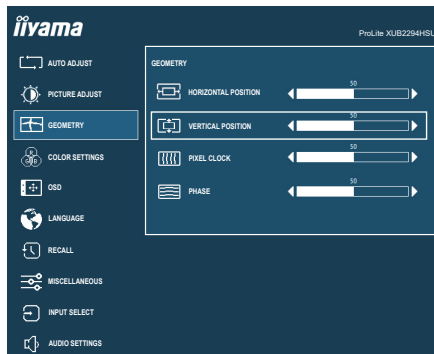 iiyama
ProLite XUB2294HSU
AUTO ADJUST
PICTURE ADJUST
GEOMETRY
COLOR SETTINGS
R
G B
OSD
LANGUAGE
RECALL
MISCELLANEOUS
INPUT SELECT
AUDIO SETTINGS
GEOMETRY
HORIZONTAL POSITION
50
VERTICAL POSITION
50
PIXEL CLOCK
50
PHASE
50